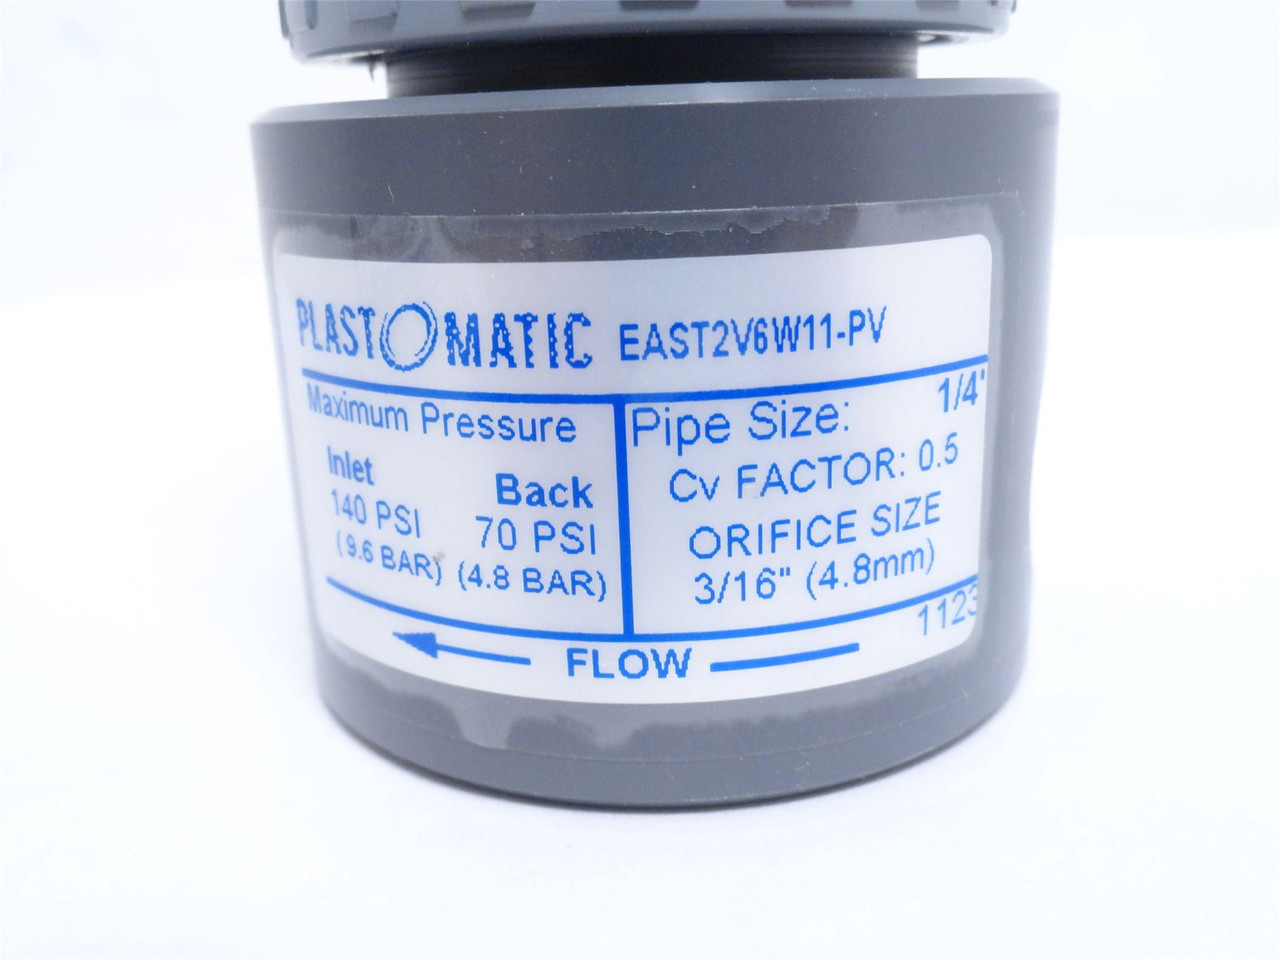 PLASTOMATIC EAST2V6W11-PV
Maximum Pressure
Inlet Back
140 PSI 70 PSI
(9.6 BAR) (4.8 BAR)
Pipe Size: 1/4"
Cv FACTOR: 0.5
ORIFICE SIZE
3/16" (4.8mm)
1123
FLOW